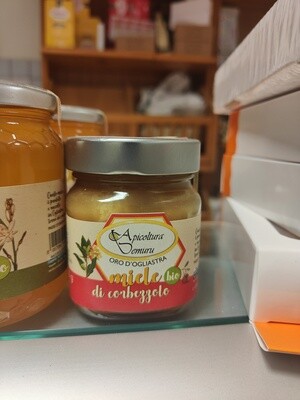 Apicoltura
Demuru
ORO D'OGLIASTRA
miele bio
di corbezzolo